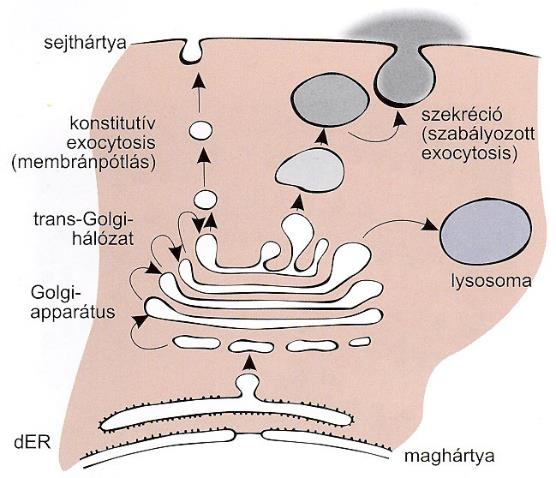 sejthártya
konstitutív
exocytosis
(membránpótlás)
szekréció
(szabályozott
exocytosis)
trans-Golgi-
hálózat
lysosoma
Golgi-
apparátus
dER
maghártya